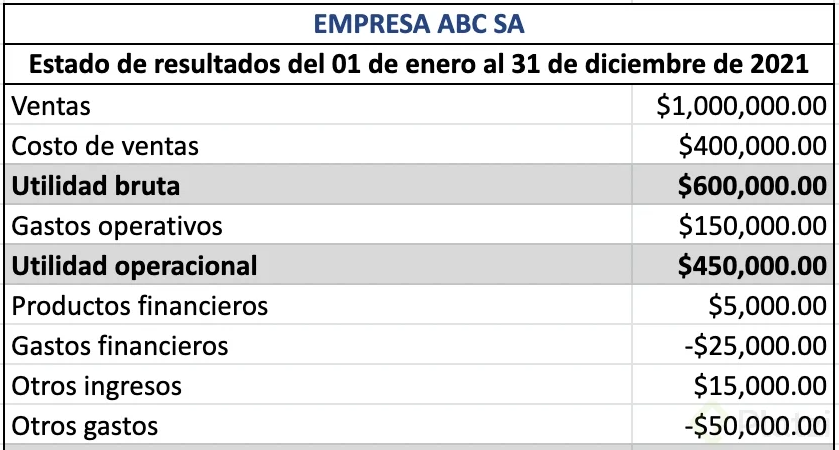 EMPRESA ABC SA
Estado de resultados del 01 de enero al 31 de diciembre de 2021
Ventas $1,000,000.00
Costo de ventas $400,000.00
Utilidad bruta $600,000.00
Gastos operativos $150,000.00
Utilidad operacional $450,000.00
Productos financieros $5,000.00
Gastos financieros -$25,000.00
Otros ingresos $15,000.00
Otros gastos -$50,000.00